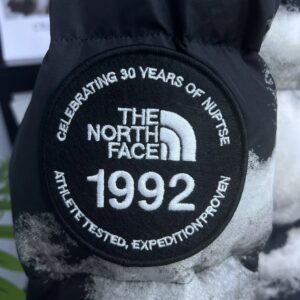 CELEBRATING 30 YEARS OF NUPTSE
THE
NORTH
FACE
1992
ATHLETE TESTED, EXPEDITION PROVEN